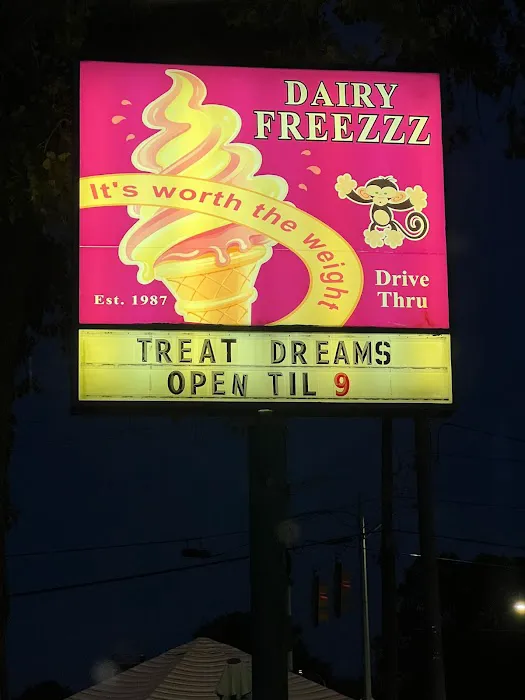 DAIRY
FREEZZZ
It's worth the weight
Est. 1987
Drive
Thru
TREAT DREAMS
OPEN TIL 9